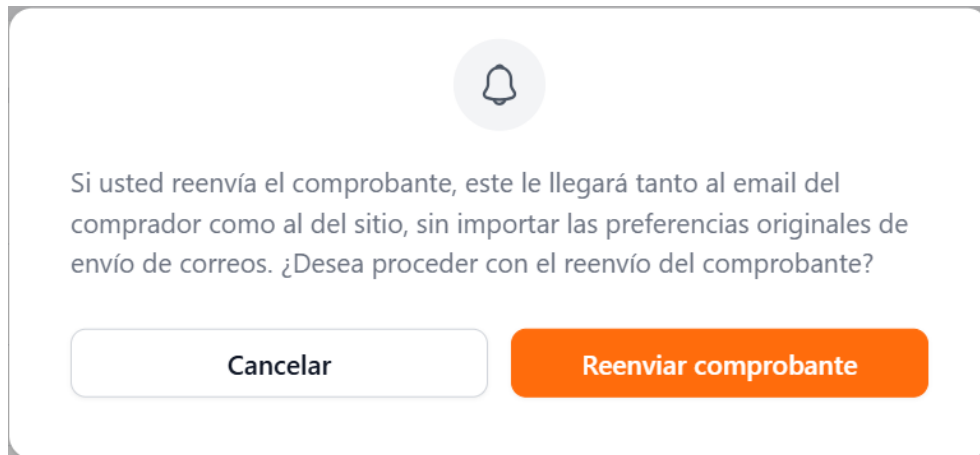 Si usted reenvía el comprobante, este le llegará tanto al email del
comprador como al del sitio, sin importar las preferencias originales de
envío de correos. ¿Desea proceder con el reenvío del comprobante?
Cancelar
Reenviar comprobante